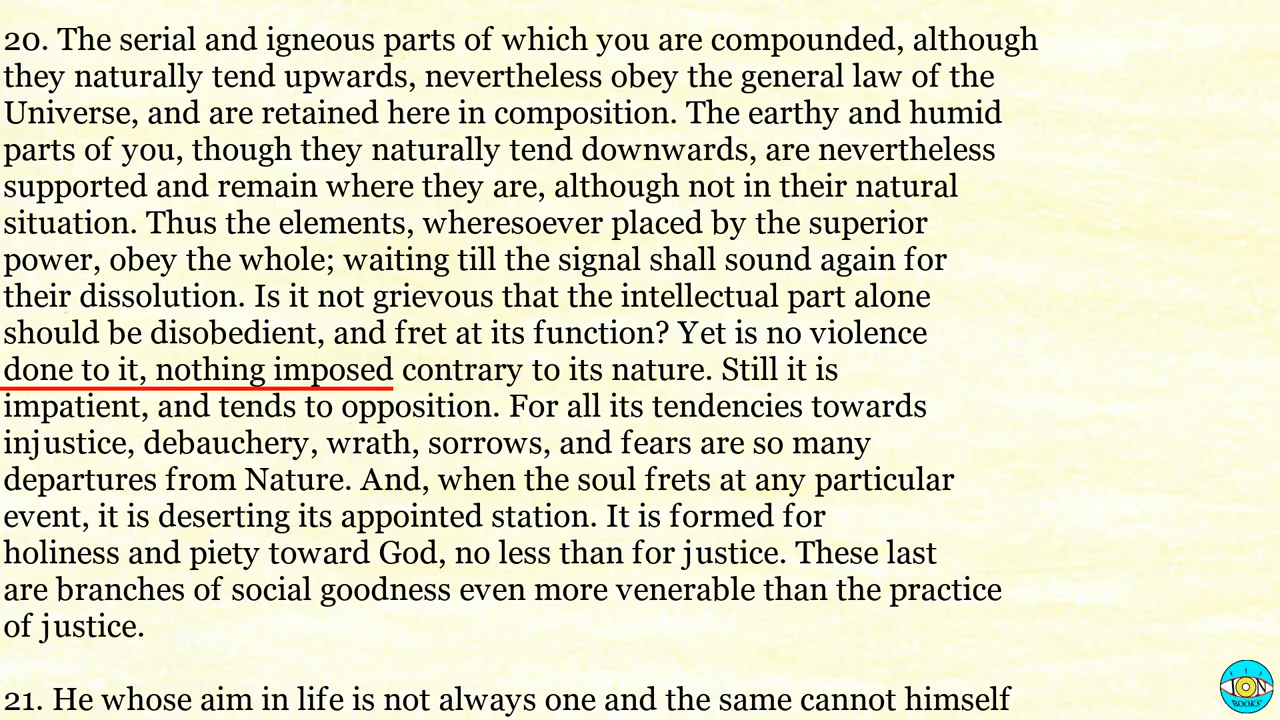 20. The serial and igneous parts of which you are compounded, although
they naturally tend upwards, nevertheless obey the general law of the
Universe, and are retained here in composition. The earthy and humid
parts of you, though they naturally tend downwards, are nevertheless
supported and remain where they are, although not in their natural
situation. Thus the elements, wheresoever placed by the superior
power, obey the whole; waiting till the signal shall sound again for
their dissolution. Is it not grievous that the intellectual part alone
should be disobedient, and fret at its function? Yet is no violence
done to it, nothing imposed contrary to its nature. Still it is
impatient, and tends to opposition. For all its tendencies towards
injustice, debauchery, wrath, sorrows, and fears are so many
departures from Nature. And, when the soul frets at any particular
event, it is deserting its appointed station. It is formed for
holiness and piety toward God, no less than for justice. These last
are branches of social goodness even more venerable than the practice
of justice.
21. He whose aim in life is not always one and the same cannot himself
ION
BOOKS